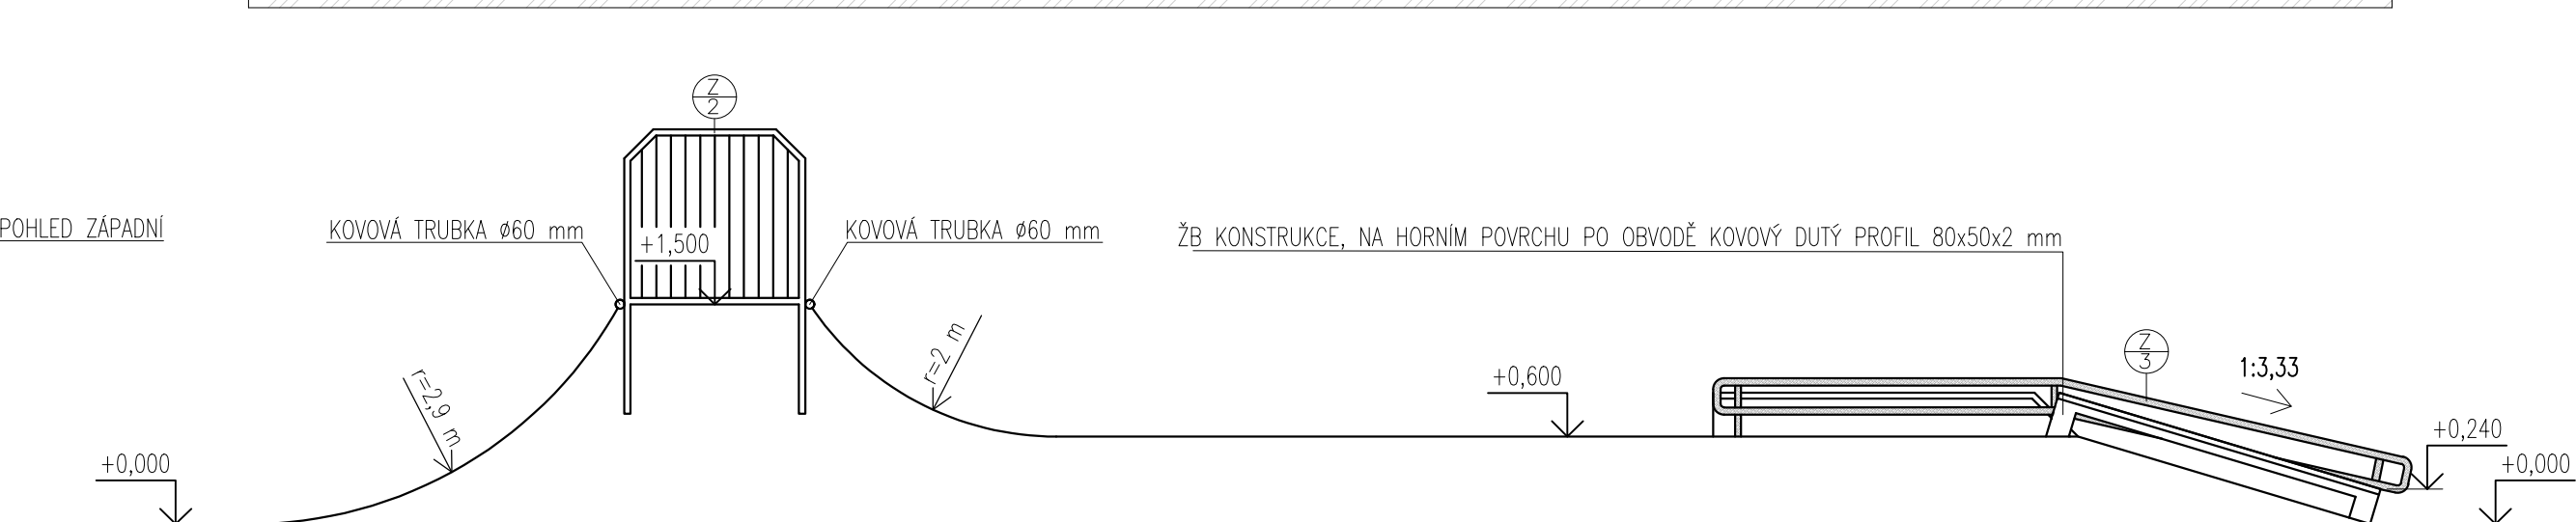 Z
2
POHLED ZÁPADNÍ
KOVOVÁ TRUBKA ø60 mm
+1,500
KOVOVÁ TRUBKA ø60 mm
ŽB KONSTRUKCE, NA HORNÍM POVRCHU PO OBVODĚ KOVOVÝ DUTÝ PROFIL 80x50x2 mm
r=2,9 m
r=2 m
+0,600
Z
3
1:3,33
+0,000
+0,240
+0,000